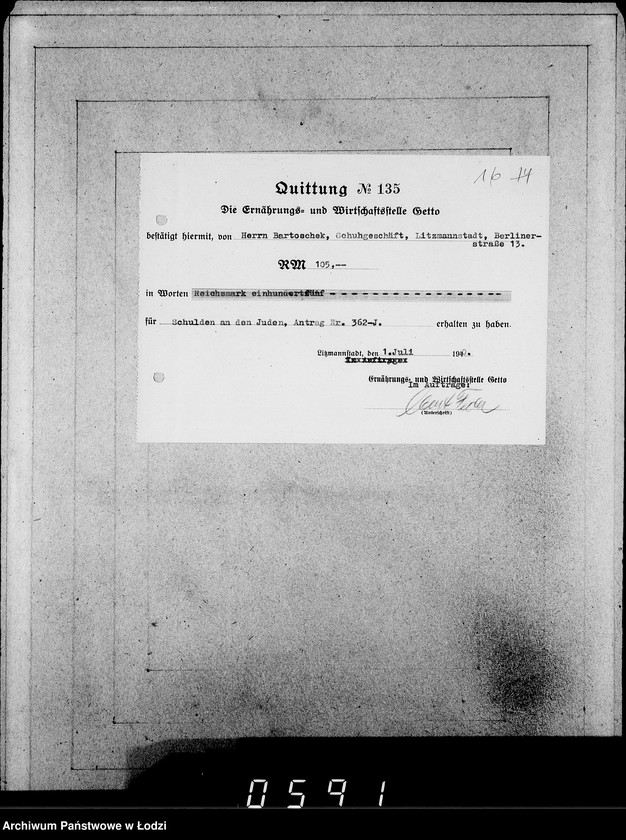 Quittung № 135
Die Ernährungs- und Wirtschaftsstelle Getto
bestätigt hiermit, von Herrn Bartoschek, Schuhgeschäft, Litzmannstadt, Berliner-
straße 13.
RM 105,--
in Worten Reichsmark einhundertfünf - - - - - - - - - - - - - - - -
für Schulden an den Juden, Antrag Nr. 362-J. erhalten zu haben.
Litzmannstadt, den 1.Juli 194
Im Auftrage:
Ernährungs- und Wirtschaftsstelle Getto
Im Auftrage:
(Unterschrift)
0591
Archiwum Państwowe w Łodzi